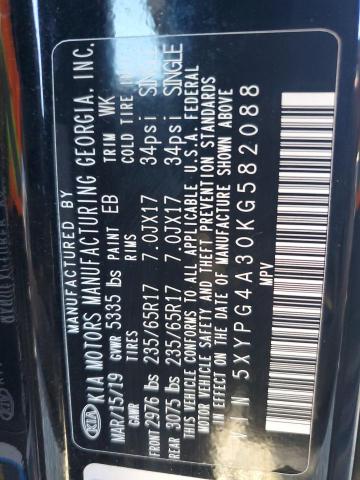 MANUFACTURED BY
KIA KIA MOTORS MANUFACTURING GEORGIA, INC.
MAR/15/19 GVWR 5335 lbs PAINT EB TRIM WK
GAWR TIRES RIMS COLD TIRE
FRONT 2976 lbs 235/65R17 7.0JX17 34psi SINGLE
REAR 3075 lbs 235/65R17 7.0JX17 34psi SINGLE
THIS VEHICLE CONFORMS TO ALL APPLICABLE U.S.A. FEDERAL
MOTOR VEHICLE SAFETY AND THEFT PREVENTION STANDARDS
IN EFFECT ON THE DATE OF MANUFACTURE SHOWN ABOVE
VIN 5XYPG4A30KG582088
MPV